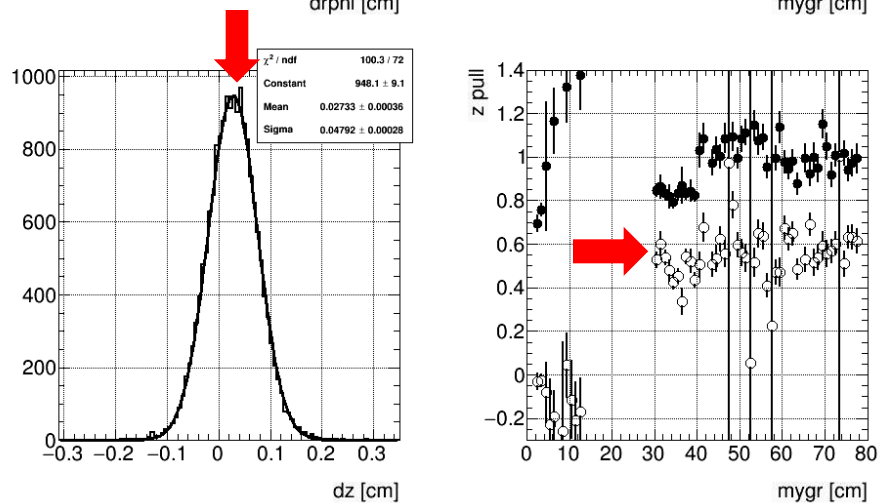 drphi [cm]
mygr [cm]
χ² / ndf 100.3 / 72
Constant 948.1 ± 9.1
Mean 0.02733 ± 0.00036
Sigma 0.04792 ± 0.00028
1000
800
600
400
200
0
−0.3 −0.2 −0.1 0 0.1 0.2 0.3
dz [cm]
z pull
1.4
1.2
1
0.8
0.6
0.4
0.2
0
−0.2
0 10 20 30 40 50 60 70 80
mygr [cm]